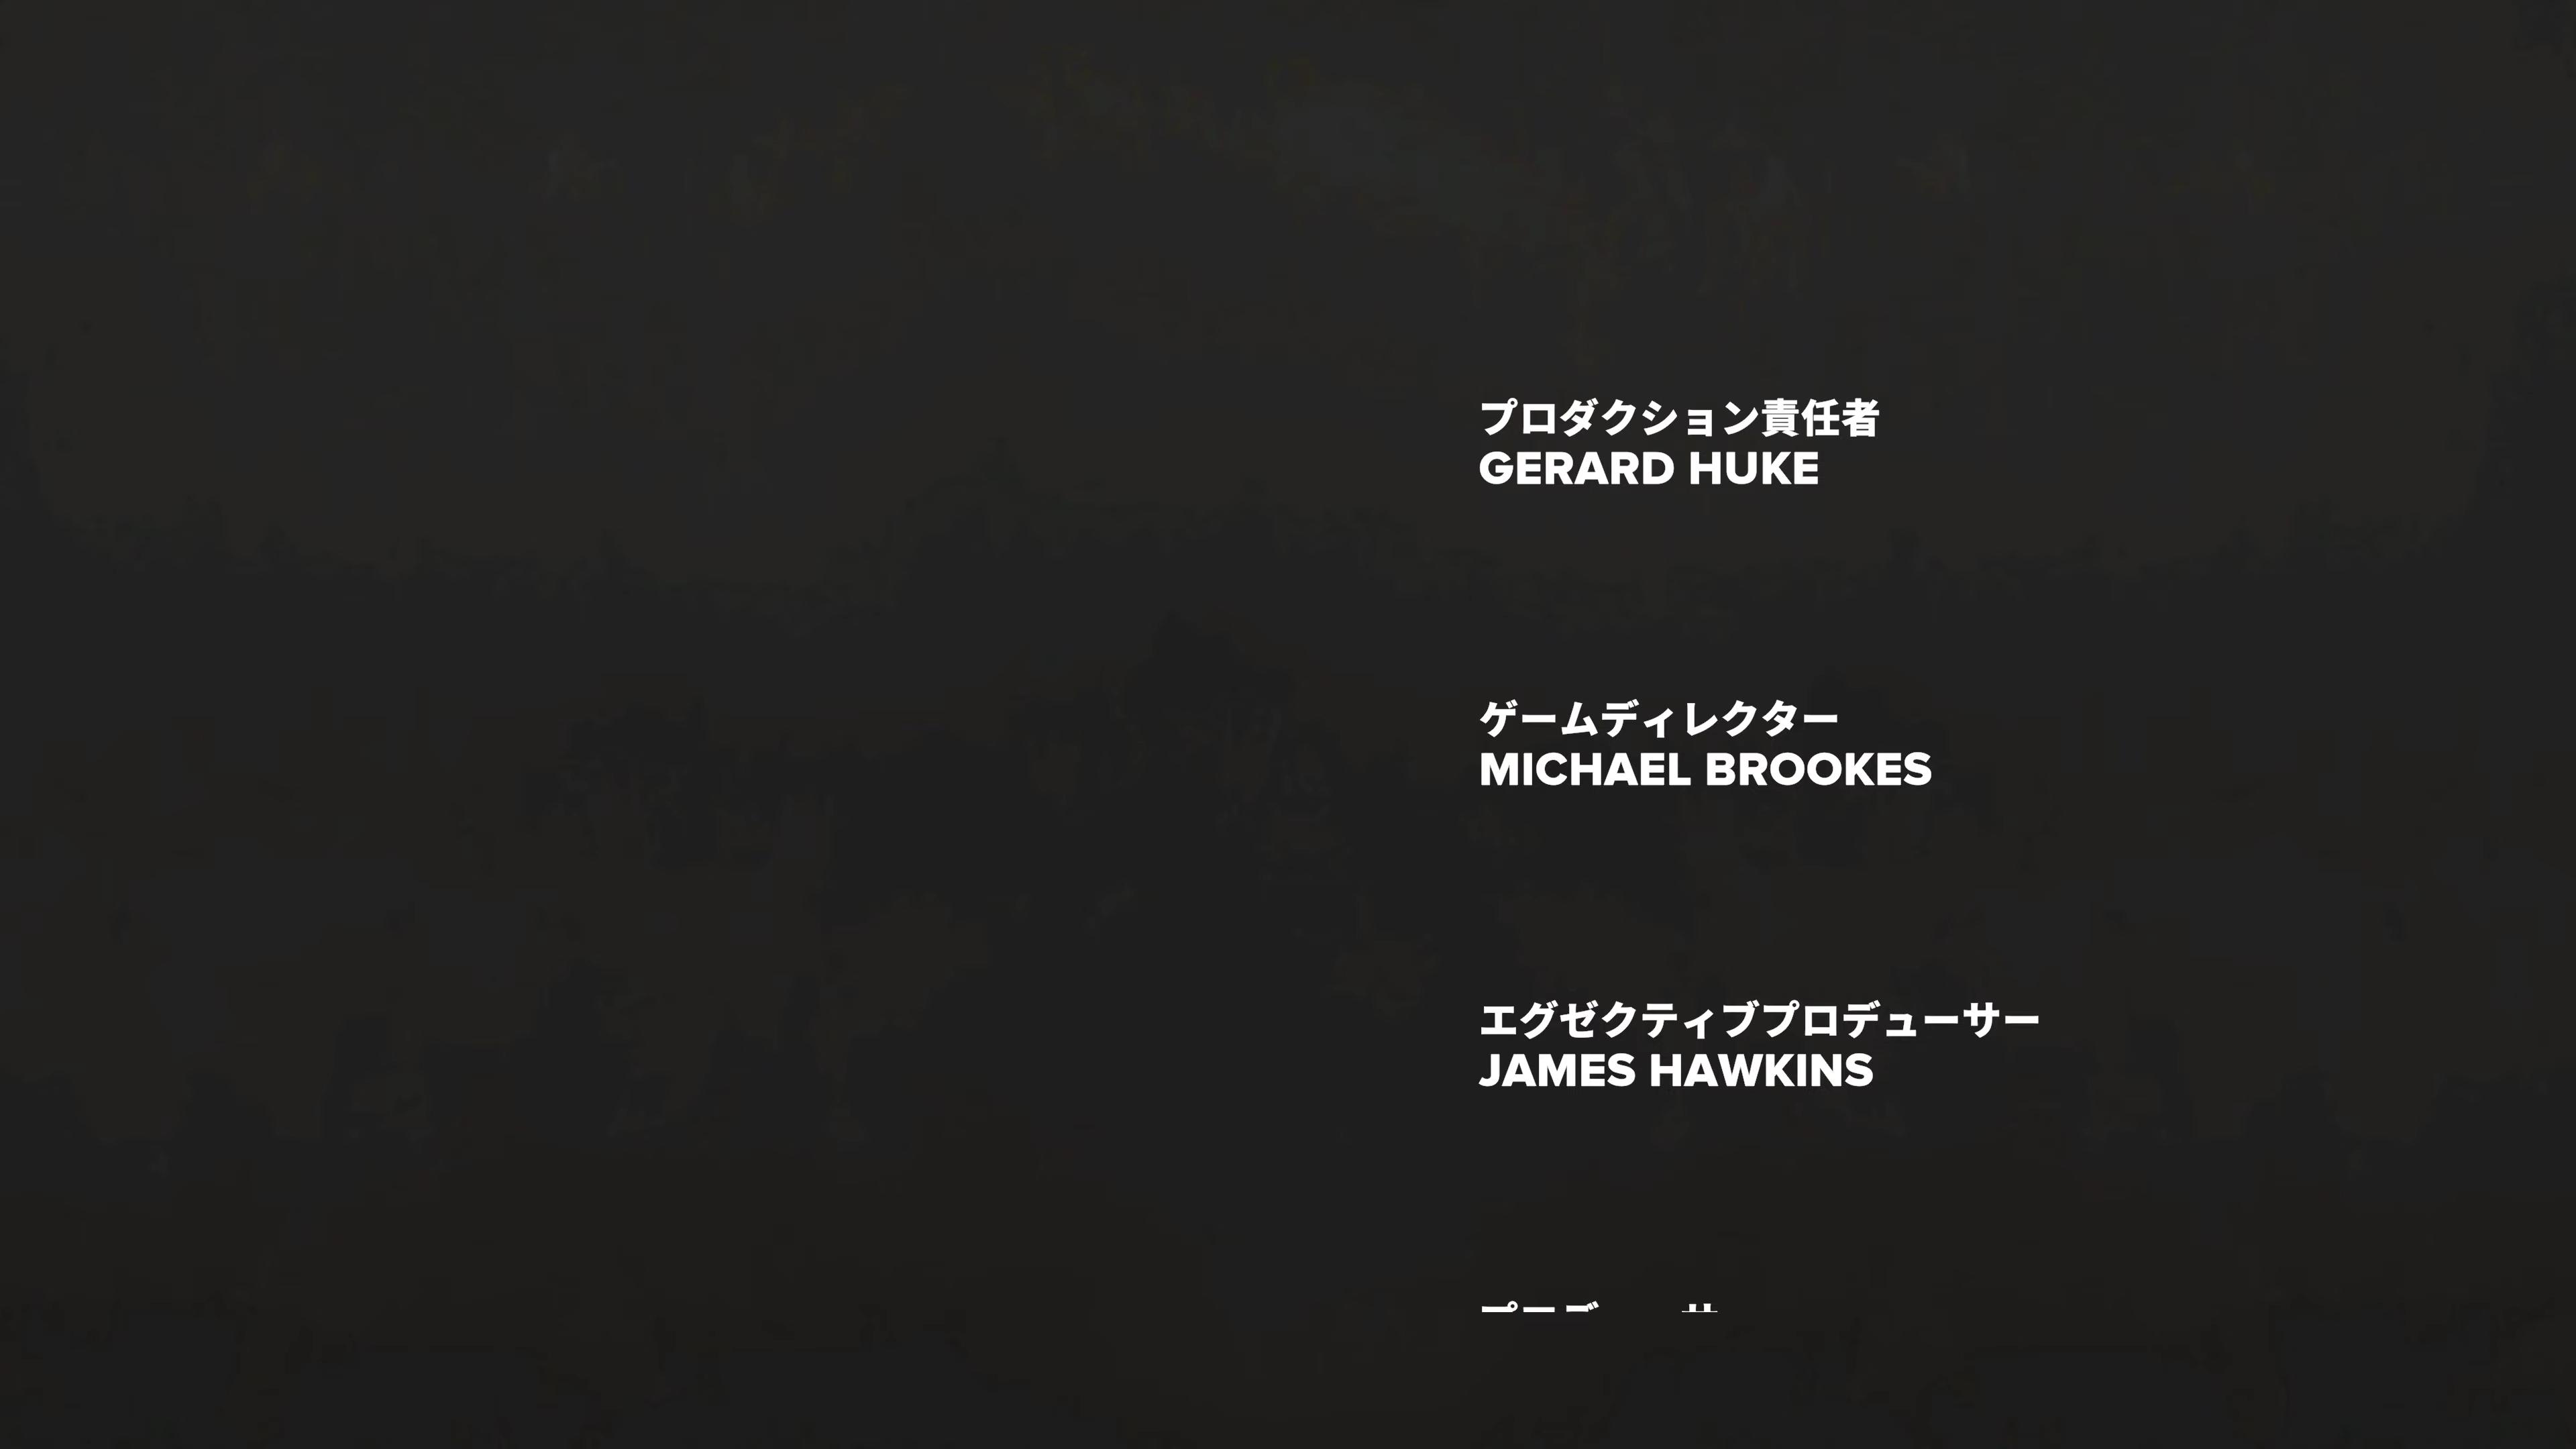 プロダクション責任者
GERARD HUKE
ゲームディレクター
MICHAEL BROOKES
エグゼクティブプロデューサー
JAMES HAWKINS